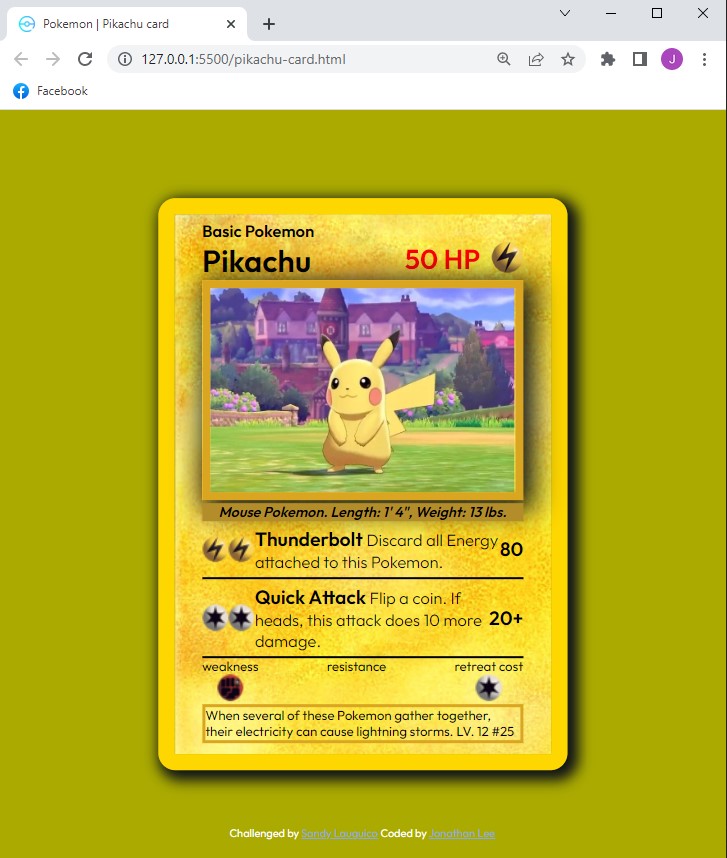 Pokemon | Pikachu card
127.0.0.1:5500/pikachu-card.html
J
Facebook
Basic Pokemon
Pikachu
50 HP
Mouse Pokemon. Length: 1' 4", Weight: 13 lbs.
Thunderbolt Discard all Energy
attached to this Pokemon.
80
Quick Attack Flip a coin. If
heads, this attack does 10 more
damage.
20+
weakness resistance retreat cost
When several of these Pokemon gather together,
their electricity can cause lightning storms. LV. 12 #25
Challenged by Sandy Lauguico Coded by Jonathan Lee